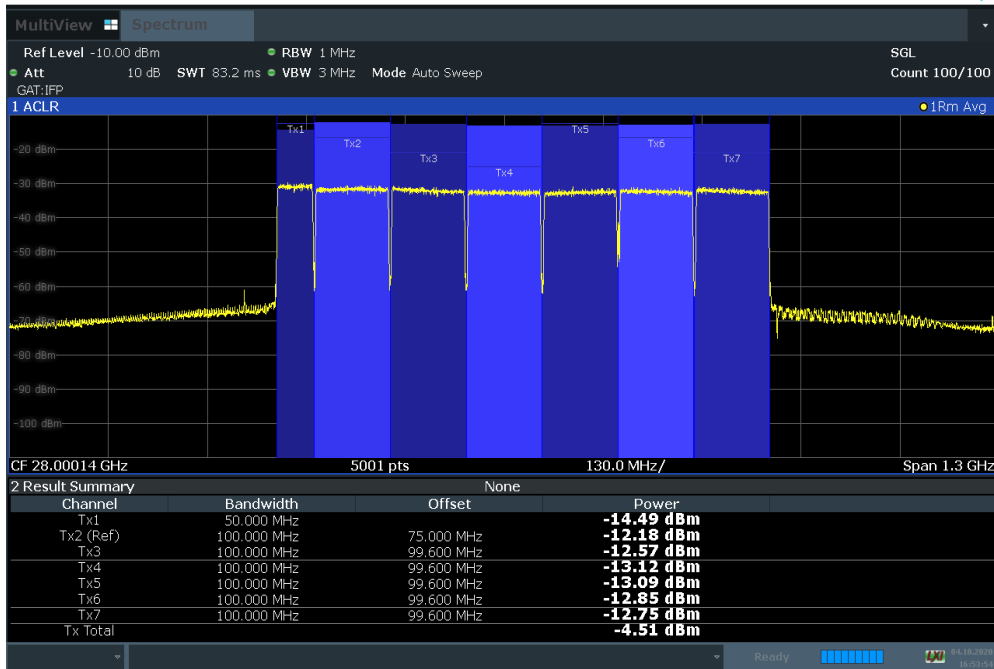 MultiView Spectrum
Ref Level -10.00 dBm RBW 1 MHz SGL
Att 10 dB SWT 83.2 ms VBW 3 MHz Mode Auto Sweep Count 100/100
GAT:IFP
1 ACLR 1Rm Avg
Tx1 Tx5
Tx2 Tx6
-20 dBm
Tx3 Tx7
Tx4
-30 dBm
-40 dBm
-50 dBm
-60 dBm
-70 dBm
-80 dBm
-90 dBm
-100 dBm
CF 28.00014 GHz 5001 pts 130.0 MHz/ Span 1.3 GHz
2 Result Summary None
Channel Bandwidth Offset Power
Tx1 50.000 MHz -14.49 dBm
Tx2 (Ref) 100.000 MHz 75.000 MHz -12.18 dBm
Tx3 100.000 MHz 99.600 MHz -12.57 dBm
Tx4 100.000 MHz 99.600 MHz -13.12 dBm
Tx5 100.000 MHz 99.600 MHz -13.09 dBm
Tx6 100.000 MHz 99.600 MHz -12.85 dBm
Tx7 100.000 MHz 99.600 MHz -12.75 dBm
Tx Total -4.51 dBm
Ready LXI 04.10.2020
16:53:54